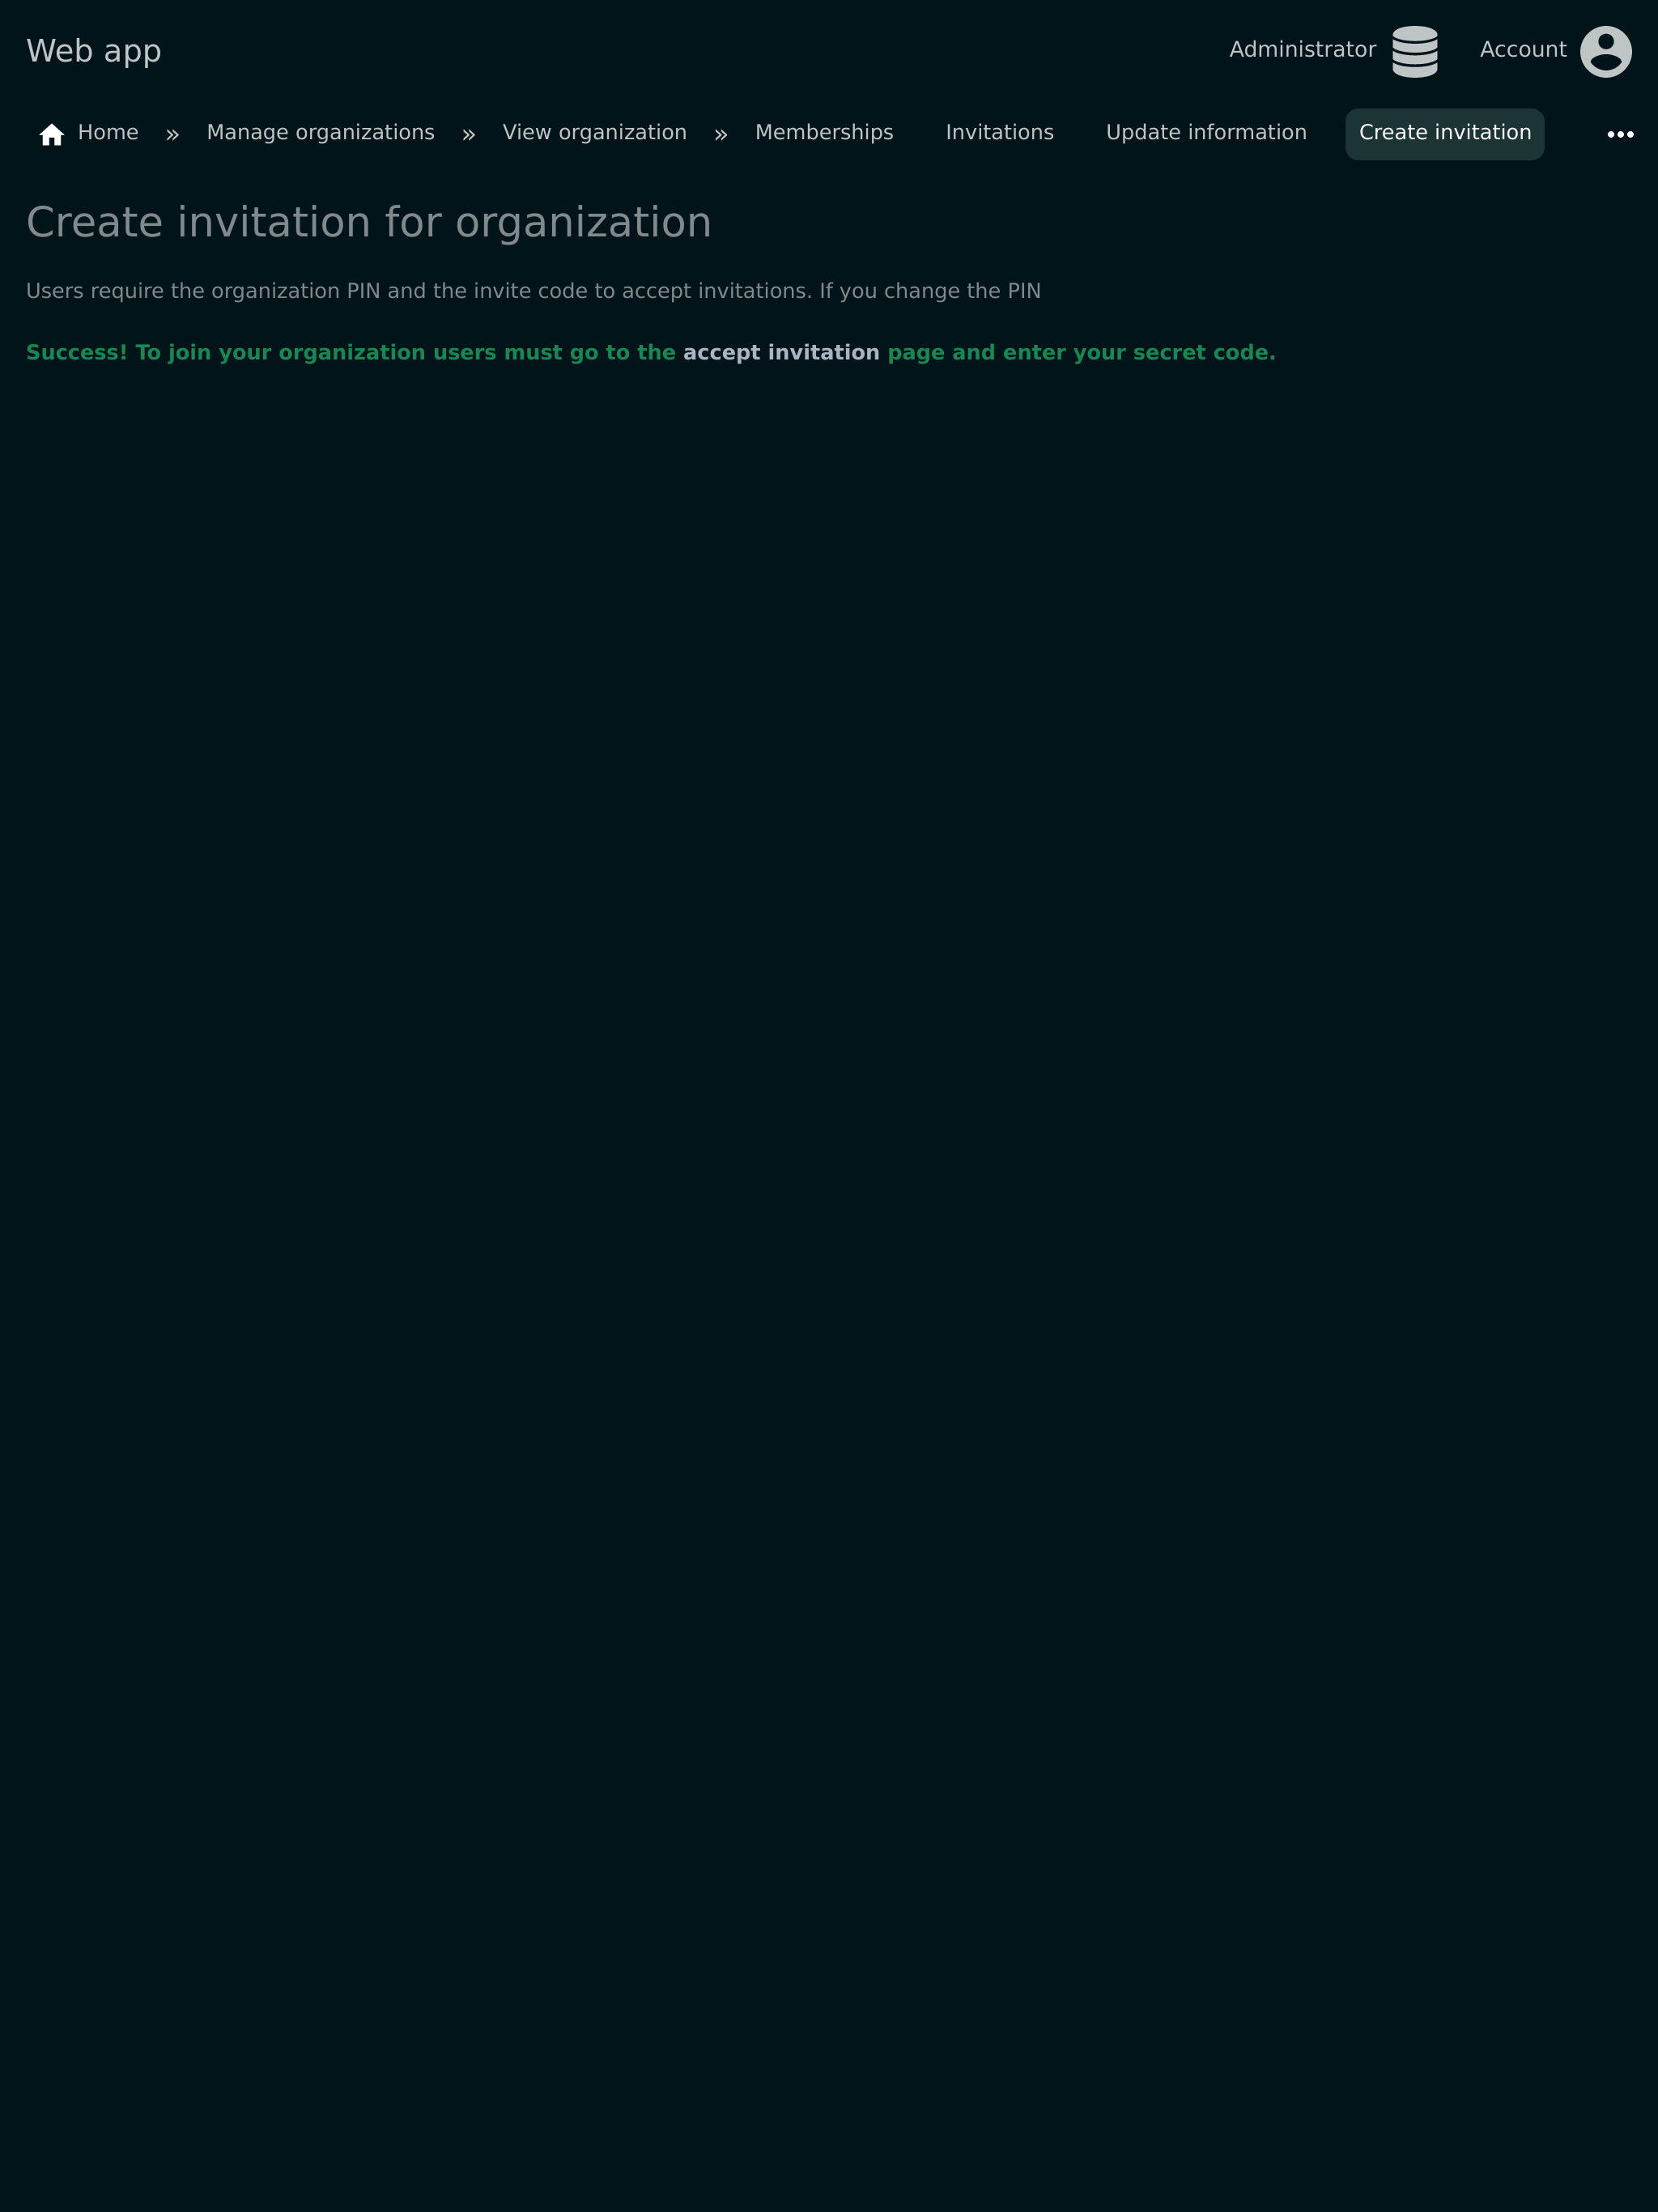 Web app
Administrator
Account
Home » Manage organizations » View organization » Memberships Invitations Update information Create invitation
Create invitation for organization
Users require the organization PIN and the invite code to accept invitations. If you change the PIN
Success! To join your organization users must go to the accept invitation page and enter your secret code.